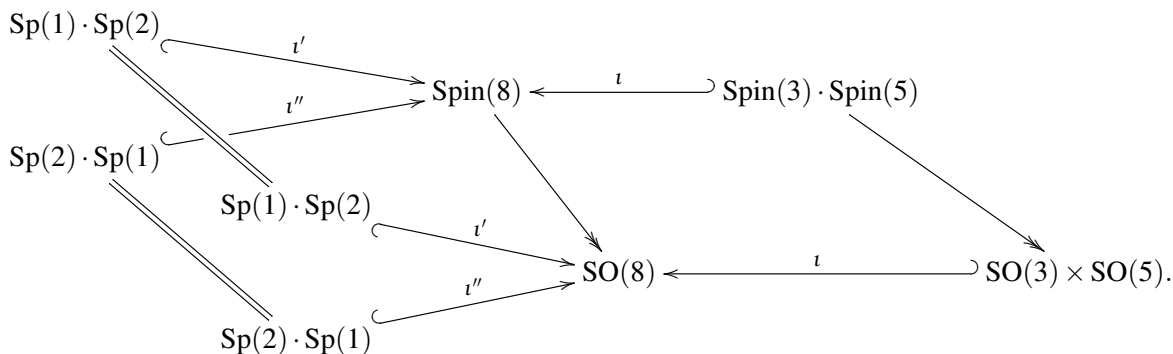 Sp(1) · Sp(2)
ι′
Spin(8)
ι
Spin(3) · Spin(5)
ι″
Sp(2) · Sp(1)
Sp(1) · Sp(2)
ι′
SO(8)
ι
SO(3) × SO(5).
ι″
Sp(2) · Sp(1)